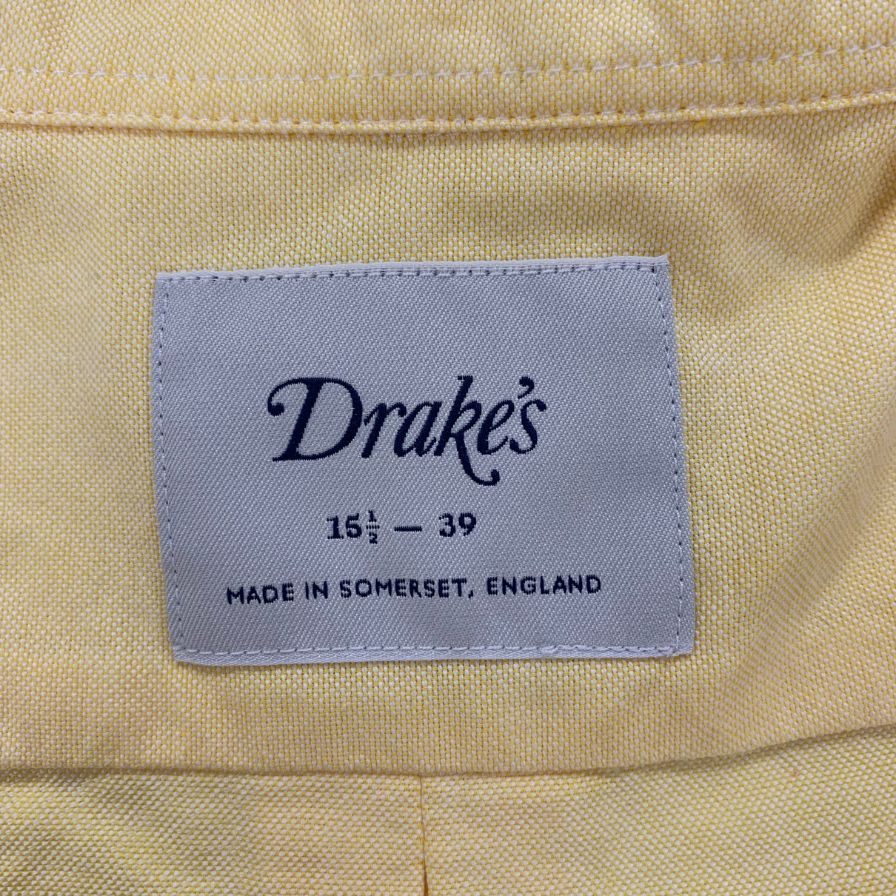 Drake's
15½ — 39
MADE IN SOMERSET, ENGLAND